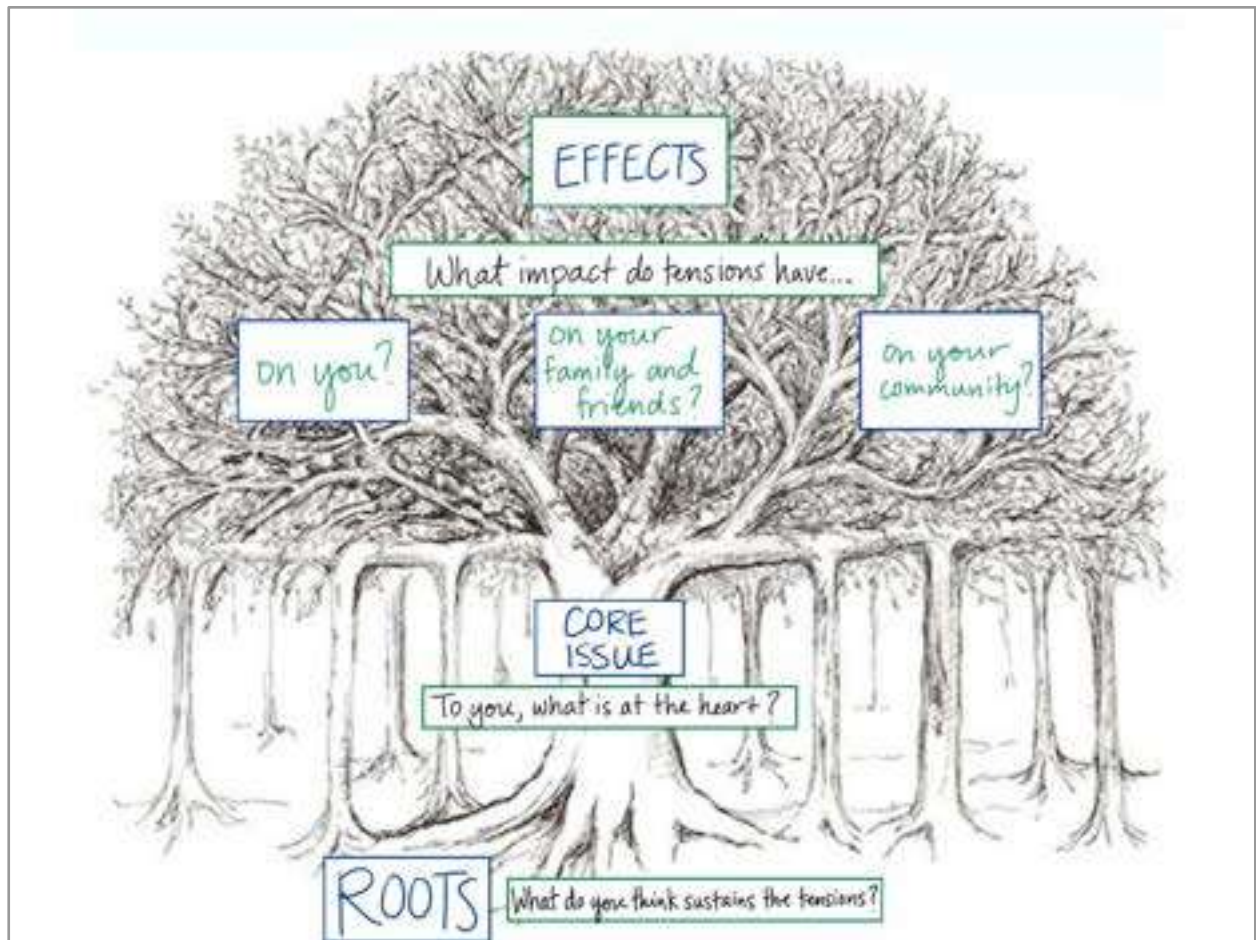 EFFECTS
What impact do tensions have...
on you?
on your
family and
friends?
on your
community?
CORE
ISSUE
To you, what is at the heart?
ROOTS
What do you think sustains the tensions?